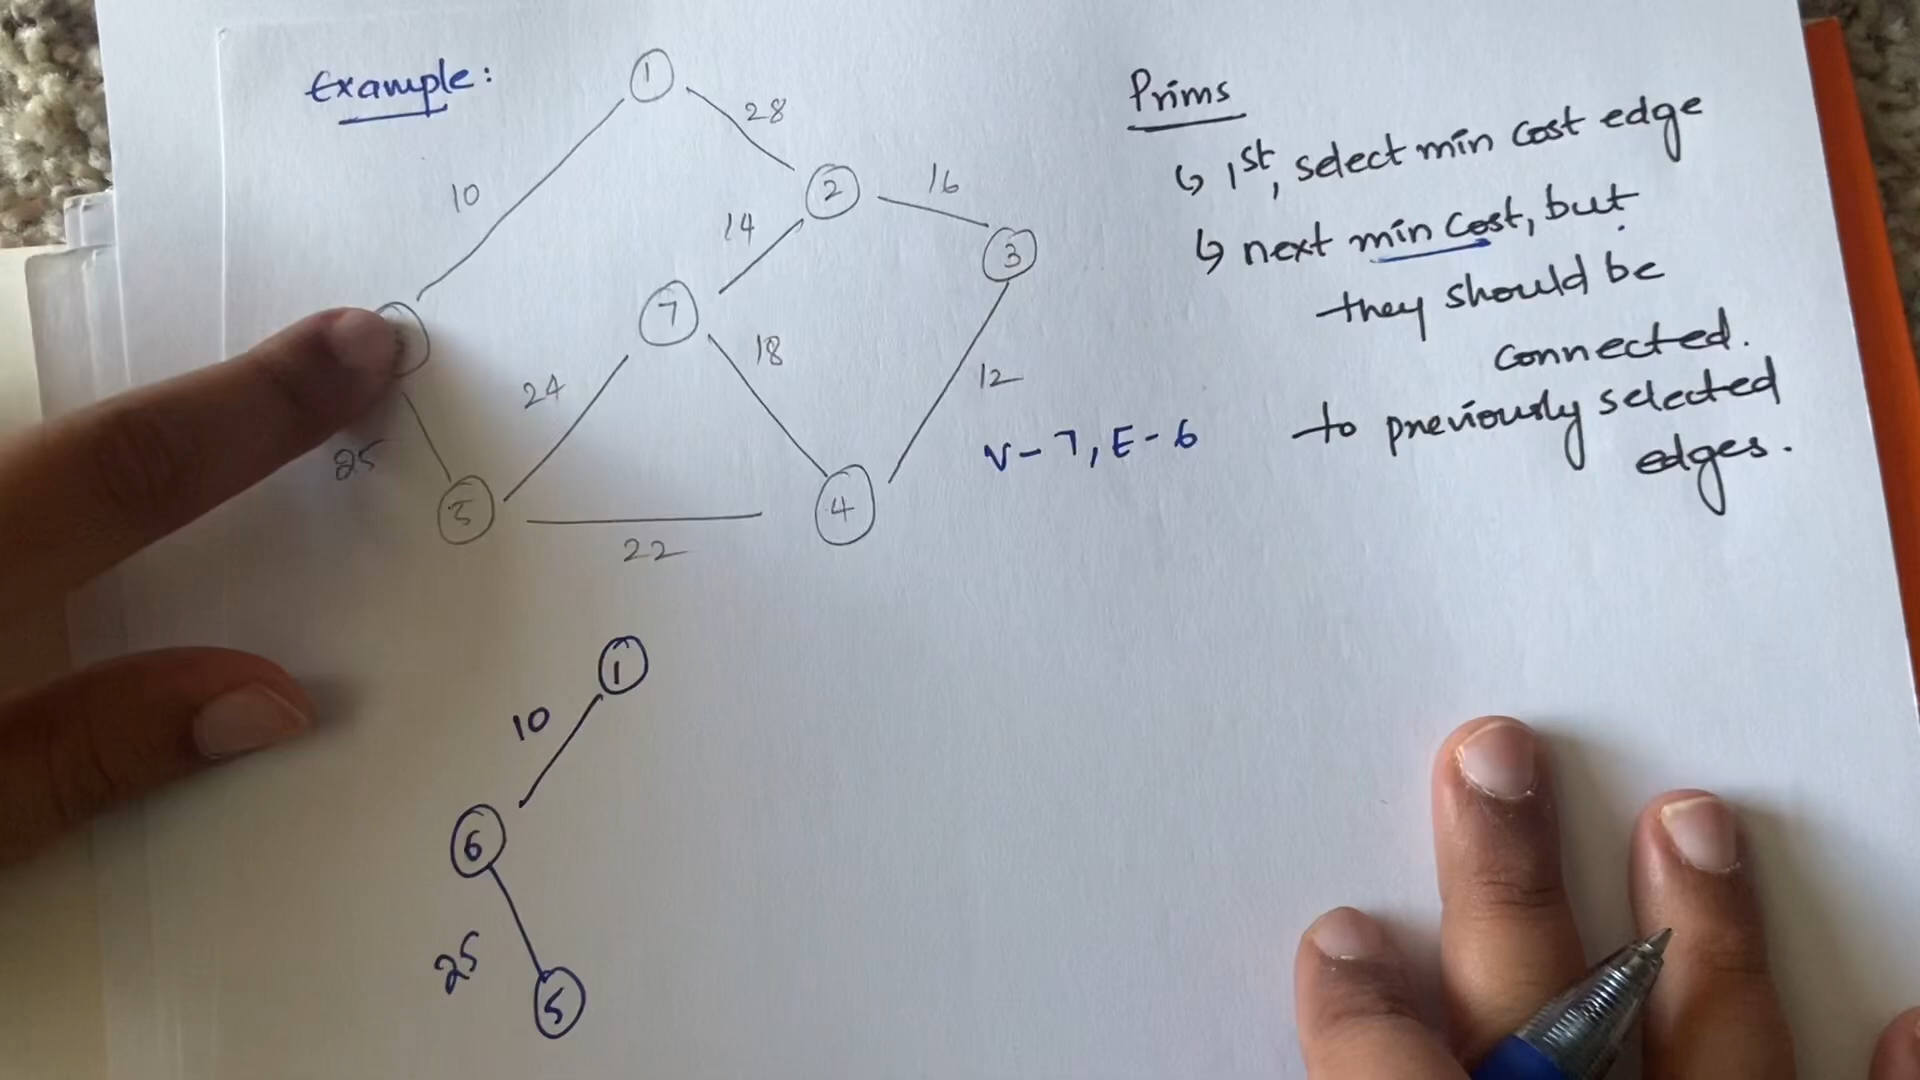 Example:
1
28
2
16
3
10
14
7
18
12
24
25
5
22
4
V-7, E-6
Prims
↳ 1st, select min cost edge
↳ next min cost, but
they should be
connected.
to previously selected
edges.
1
10
6
25
5